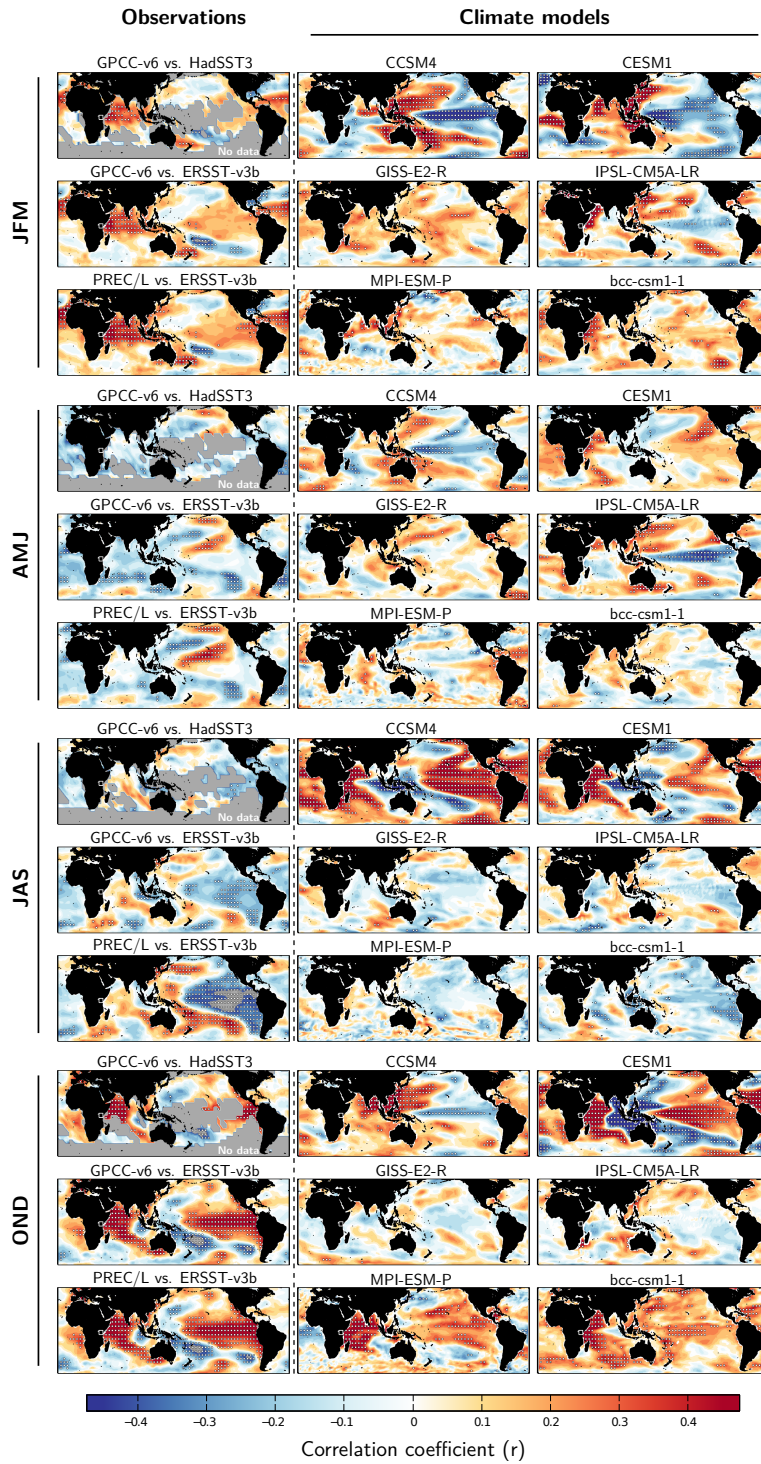 Observations Climate models
JFM
GPCC-v6 vs. HadSST3 CCSM4 CESM1
No data
GPCC-v6 vs. ERSST-v3b GISS-E2-R IPSL-CM5A-LR
PREC/L vs. ERSST-v3b MPI-ESM-P bcc-csm1-1
AMJ
GPCC-v6 vs. HadSST3 CCSM4 CESM1
No data
GPCC-v6 vs. ERSST-v3b GISS-E2-R IPSL-CM5A-LR
PREC/L vs. ERSST-v3b MPI-ESM-P bcc-csm1-1
JAS
GPCC-v6 vs. HadSST3 CCSM4 CESM1
No data
GPCC-v6 vs. ERSST-v3b GISS-E2-R IPSL-CM5A-LR
PREC/L vs. ERSST-v3b MPI-ESM-P bcc-csm1-1
OND
GPCC-v6 vs. HadSST3 CCSM4 CESM1
No data
GPCC-v6 vs. ERSST-v3b GISS-E2-R IPSL-CM5A-LR
PREC/L vs. ERSST-v3b MPI-ESM-P bcc-csm1-1
−0.4 −0.3 −0.2 −0.1 0 0.1 0.2 0.3 0.4
Correlation coefficient (r)